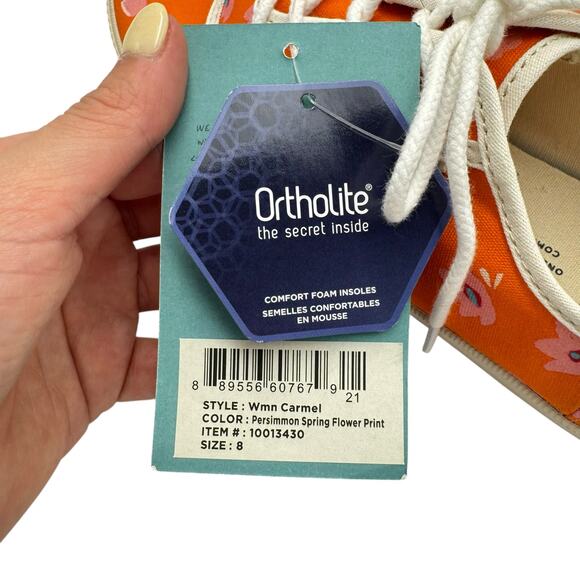 WE
Ortholite®
the secret inside
COMFORT FOAM INSOLES
SEMELLES CONFORTABLES
EN MOUSSE
8 89556 60767 9 21
STYLE : Wmn Carmel
COLOR : Persimmon Spring Flower Print
ITEM # : 10013430
SIZE : 8